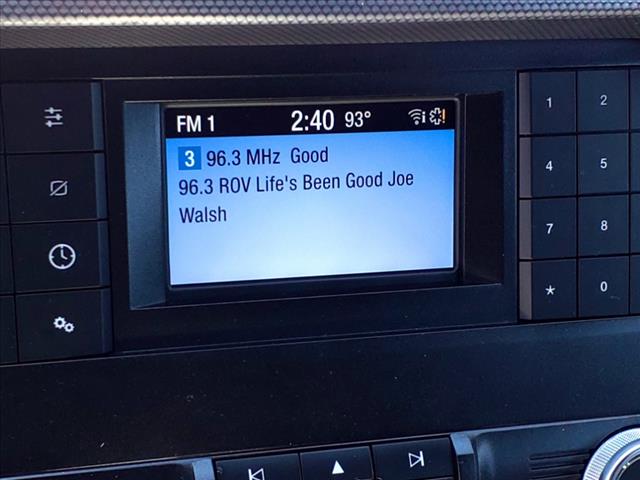 FM 1 2:40 93° i !
3 96.3 MHz Good
96.3 ROV Life's Been Good Joe
Walsh
1 2
4 5
7 8
* 0